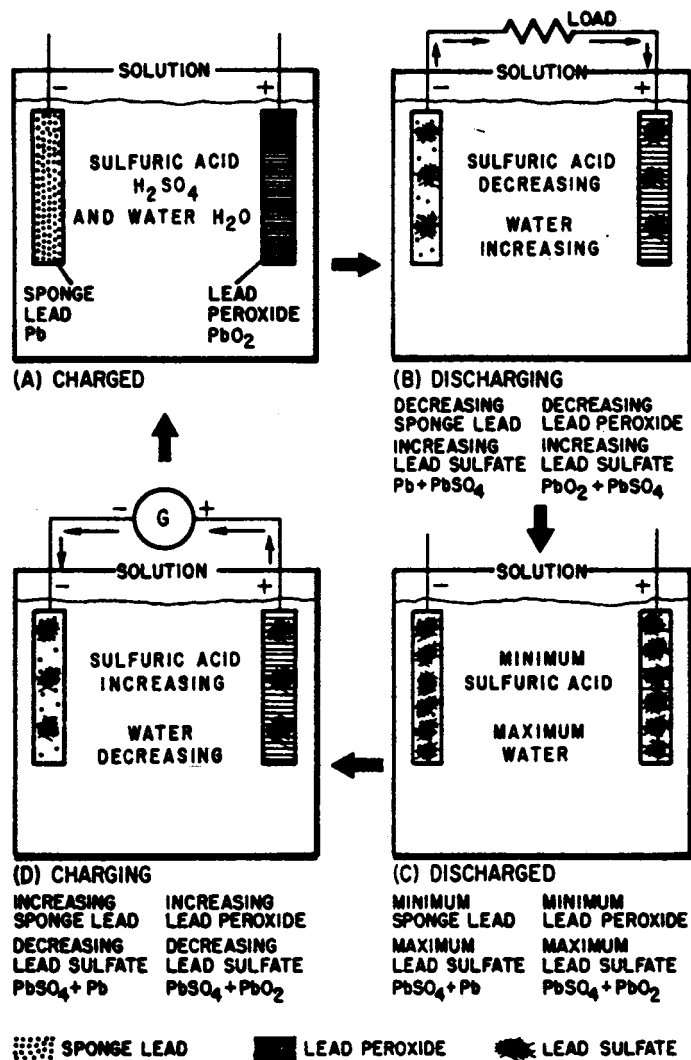 SOLUTION
− +
SULFURIC ACID
H₂SO₄
AND WATER H₂O
SPONGE
LEAD
Pb
LEAD
PEROXIDE
PbO₂
(A) CHARGED
LOAD
SOLUTION
− +
SULFURIC ACID
DECREASING
WATER
INCREASING
(B) DISCHARGING
DECREASING
SPONGE LEAD
INCREASING
LEAD SULFATE
Pb + PbSO₄
DECREASING
LEAD PEROXIDE
INCREASING
LEAD SULFATE
PbO₂ + PbSO₄
− G +
SOLUTION
− +
SULFURIC ACID
INCREASING
WATER
DECREASING
(D) CHARGING
INCREASING
SPONGE LEAD
DECREASING
LEAD SULFATE
PbSO₄ + Pb
INCREASING
LEAD PEROXIDE
DECREASING
LEAD SULFATE
PbSO₄ + PbO₂
SOLUTION
− +
MINIMUM
SULFURIC ACID
MAXIMUM
WATER
(C) DISCHARGED
MINIMUM
SPONGE LEAD
MAXIMUM
LEAD SULFATE
PbSO₄ + Pb
MINIMUM
LEAD PEROXIDE
MAXIMUM
LEAD SULFATE
PbSO₄ + PbO₂
SPONGE LEAD
LEAD PEROXIDE
LEAD SULFATE